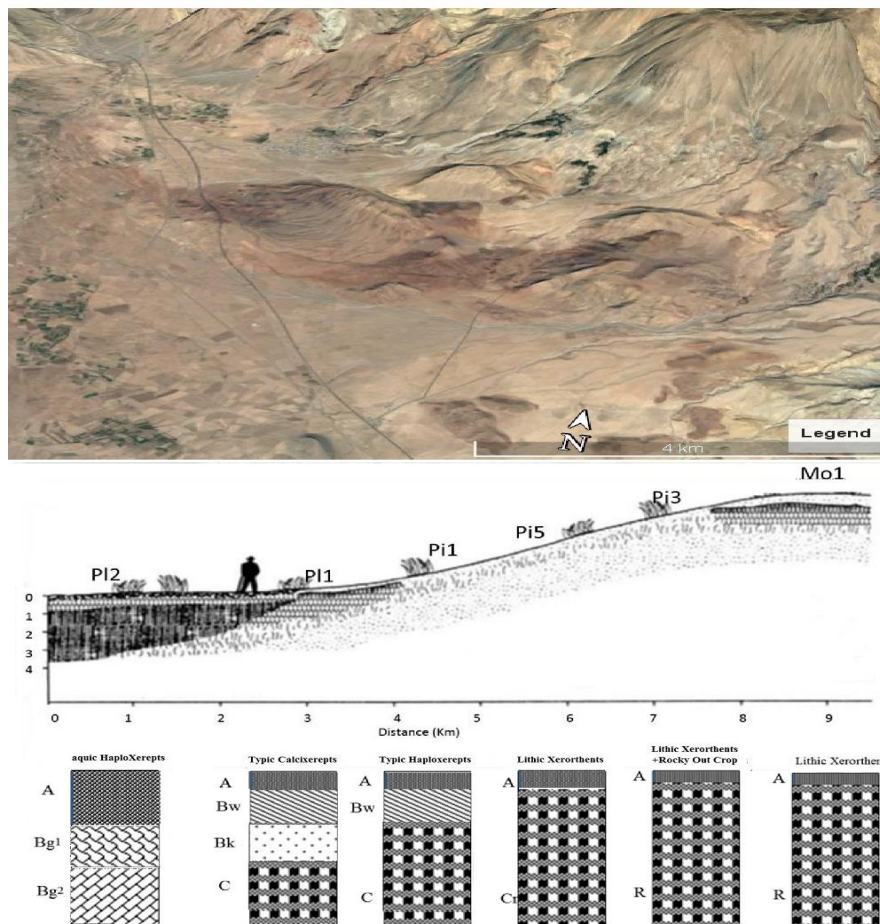 N
Legend
4 km
Mo1
Pi3
Pi5
Pi1
Pl1
Pl2
0
1
2
3
4
0 1 2 3 4 5 6 7 8 9
Distance (Km)
aquic HaploXerepts
A
Bg1
Bg2
Typic Calcixerepts
A
Bw
Bk
C
Typic Haploxerepts
A
Bw
C
Lithic Xerorthents
A
Cr
Lithic Xerorthents
+Rocky Out Crop
A
R
Lithic Xerorther
A
R